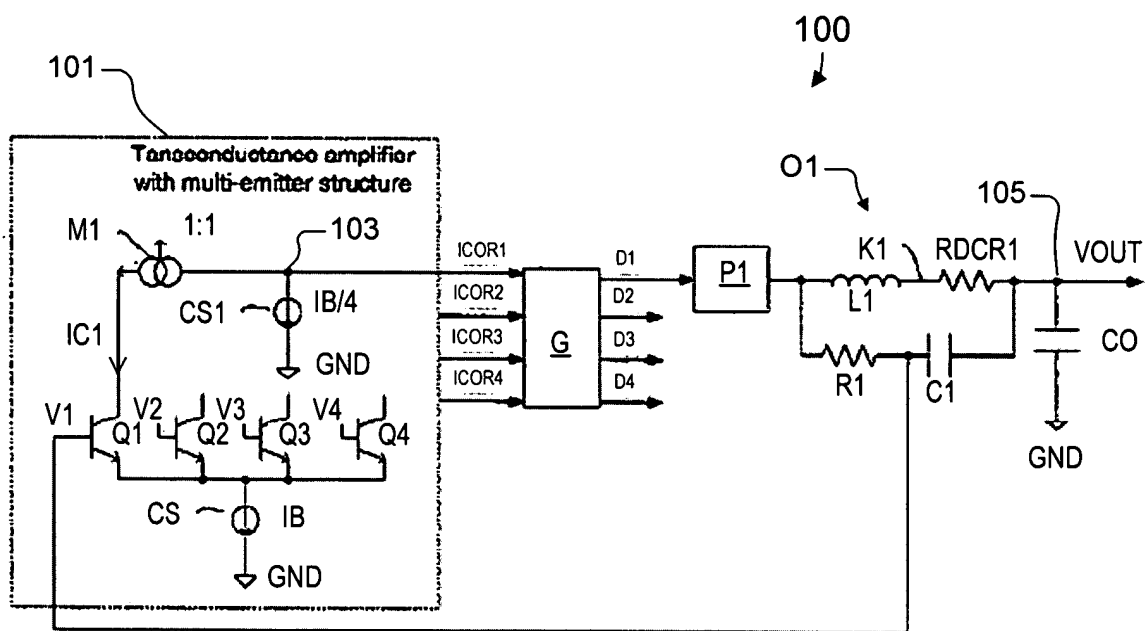 100
101
Tansconductance amplifier
with multi-emitter structure
O1
105
M1
1:1
103
K1
RDCR1
VOUT
ICOR1
D1
P1
CS1
IB/4
L1
IC1
ICOR2
D2
GND
ICOR3
G
D3
R1
C1
CO
ICOR4
D4
V1
Q1
V2
Q2
V3
Q3
V4
Q4
GND
CS
IB
GND